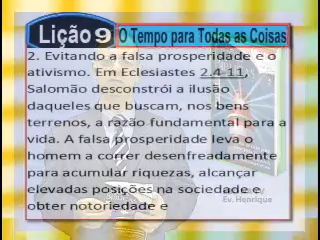 Lição 9
O Tempo para Todas as Coisas
2. Evitando a falsa prosperidade e o
ativismo. Em Eclesiastes 2.4-11,
Salomão desconstrói a ilusão
daqueles que buscam, nos bens
terrenos, a razão fundamental para a
vida. A falsa prosperidade leva o
homem a correr desenfreadamente
para acumular riquezas, alcançar
elevadas posições na sociedade e
obter notoriedade e
Ev. Henrique